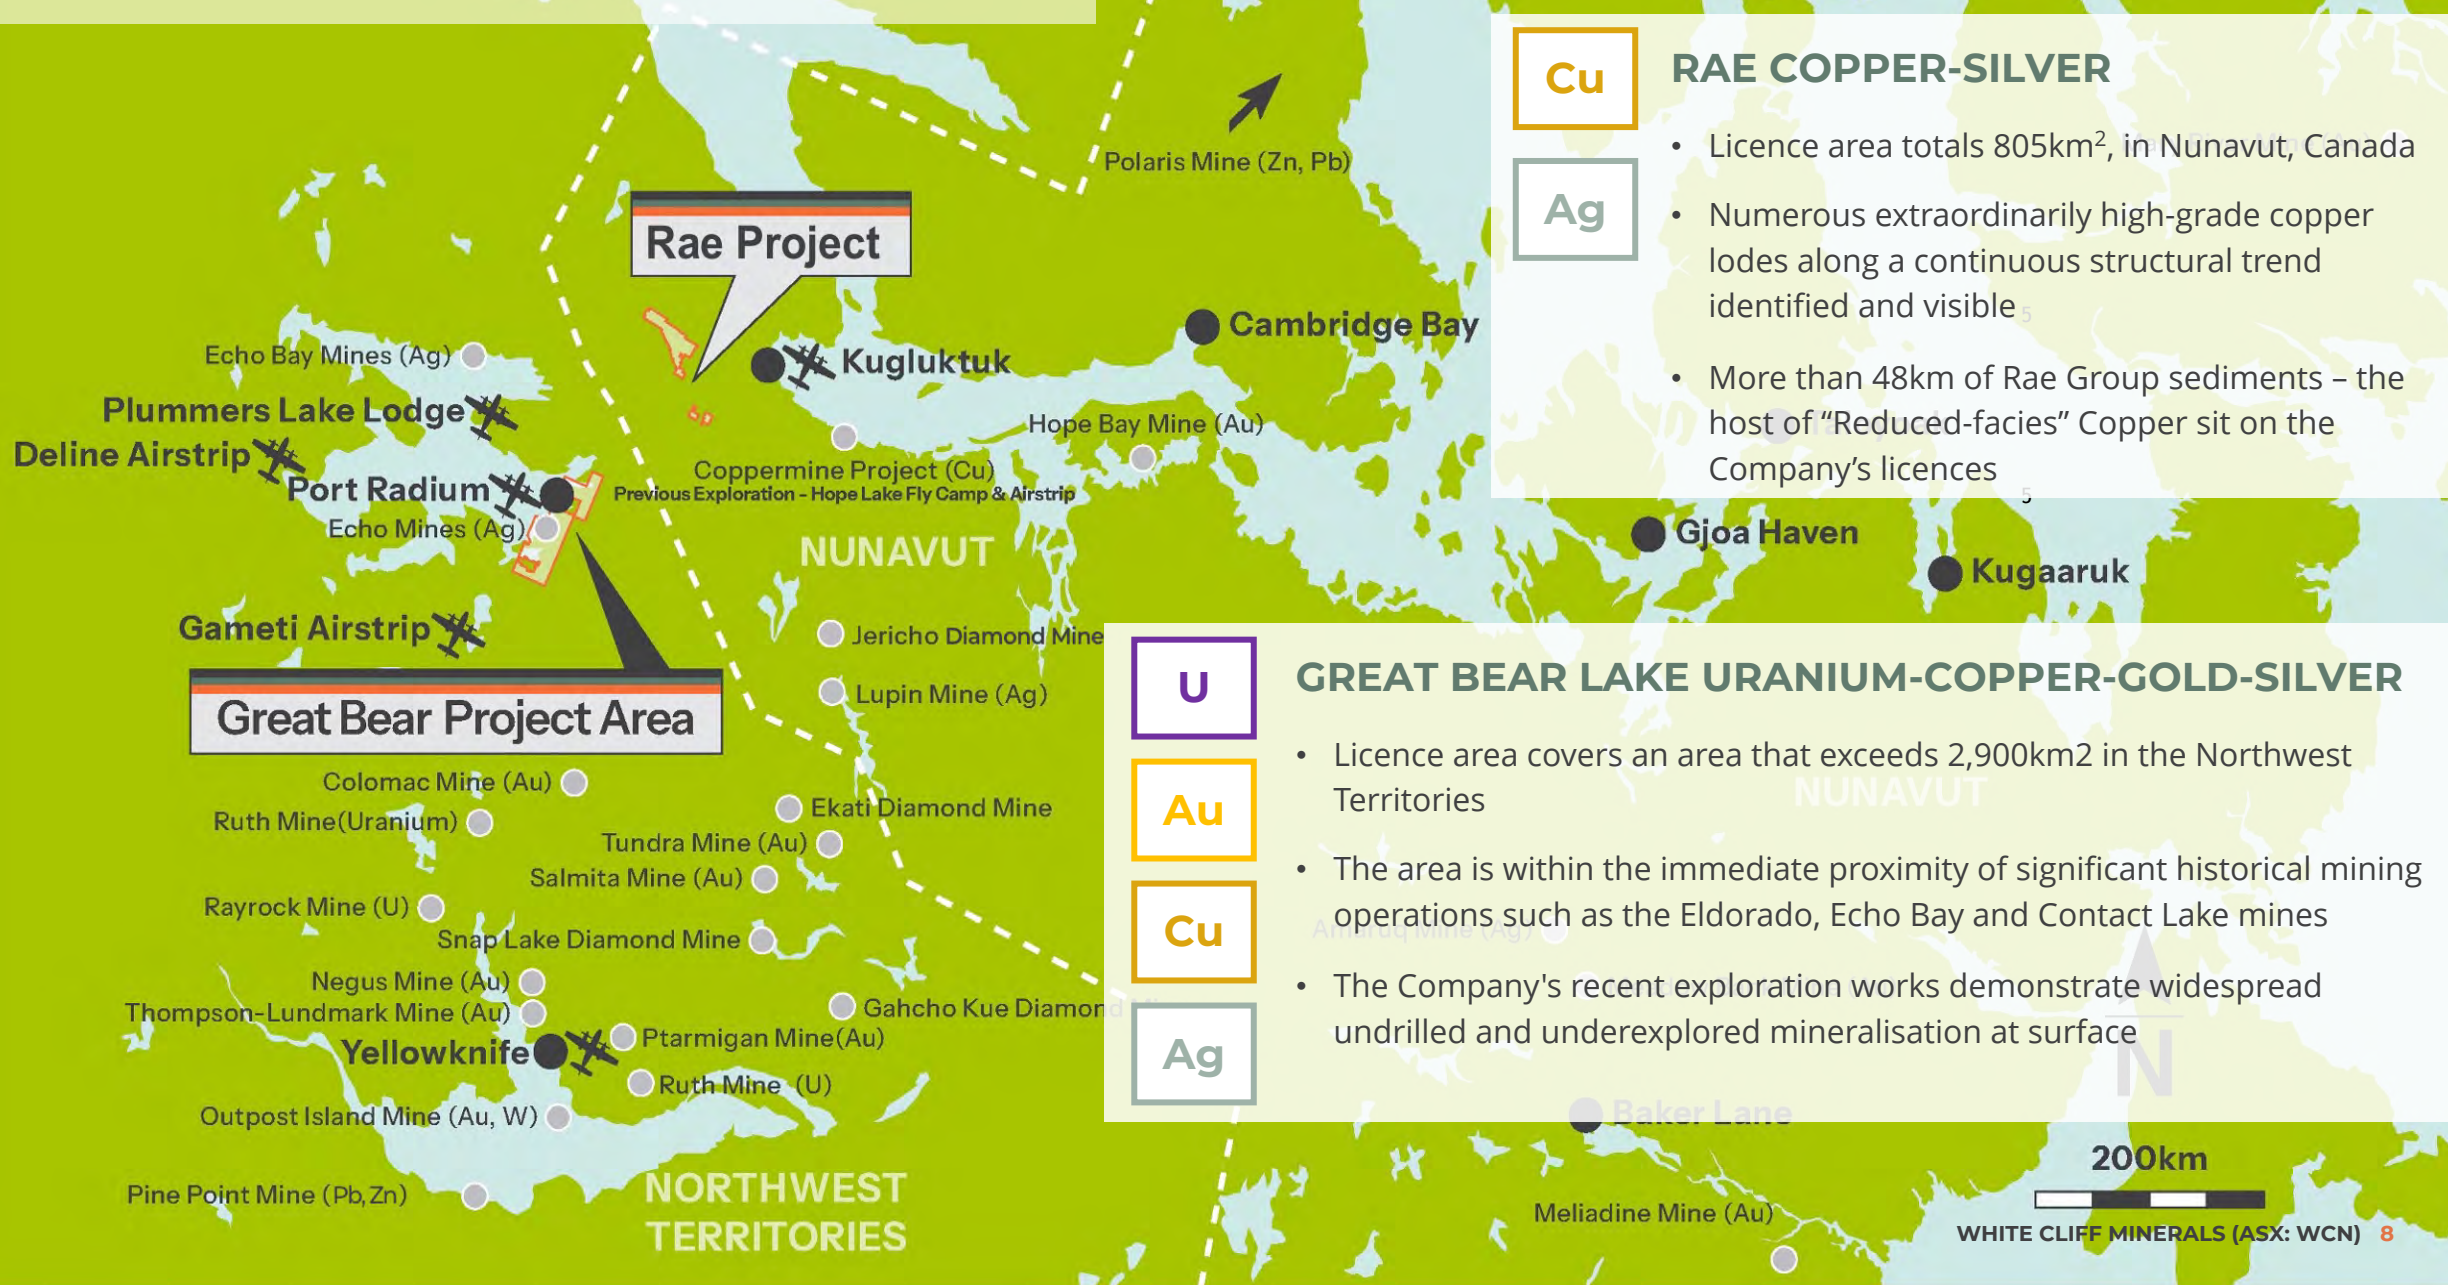 Polaris Mine (Zn, Pb)
Rae Project
Cambridge Bay
Echo Bay Mines (Ag)
Kugluktuk
Plummers Lake Lodge
Hope Bay Mine (Au)
Deline Airstrip
Coppermine Project (Cu)
Previous Exploration - Hope Lake Fly Camp & Airstrip
Port Radium
Echo Mines (Ag)
NUNAVUT
Gjoa Haven
Kugaaruk
Gameti Airstrip
Jericho Diamond Mine
Lupin Mine (Ag)
Great Bear Project Area
Colomac Mine (Au)
Ekati Diamond Mine
Ruth Mine(Uranium)
Tundra Mine (Au)
Salmita Mine (Au)
Rayrock Mine (U)
Snap Lake Diamond Mine
Negus Mine (Au)
Thompson-Lundmark Mine (Au)
Gahcho Kue Diamond
Ptarmigan Mine(Au)
Yellowknife
Ruth Mine (U)
Outpost Island Mine (Au, W)
Pine Point Mine (Pb, Zn)
NORTHWEST
TERRITORIES
Cu
Ag
RAE COPPER-SILVER
• Licence area totals 805km², in Nunavut, Canada
• Numerous extraordinarily high-grade copper
lodes along a continuous structural trend
identified and visible 5
• More than 48km of Rae Group sediments – the
host of “Reduced-facies” Copper sit on the
Company’s licences
5
U
Au
Cu
Ag
GREAT BEAR LAKE URANIUM-COPPER-GOLD-SILVER
• Licence area covers an area that exceeds 2,900km2 in the Northwest
Territories
NUNAVUT
• The area is within the immediate proximity of significant historical mining
operations such as the Eldorado, Echo Bay and Contact Lake mines
Amaruq Mine (Ag)
• The Company's recent exploration works demonstrate widespread
undrilled and underexplored mineralisation at surface
N
Baker Lane
200km
Meliadine Mine (Au)
WHITE CLIFF MINERALS (ASX: WCN) 8